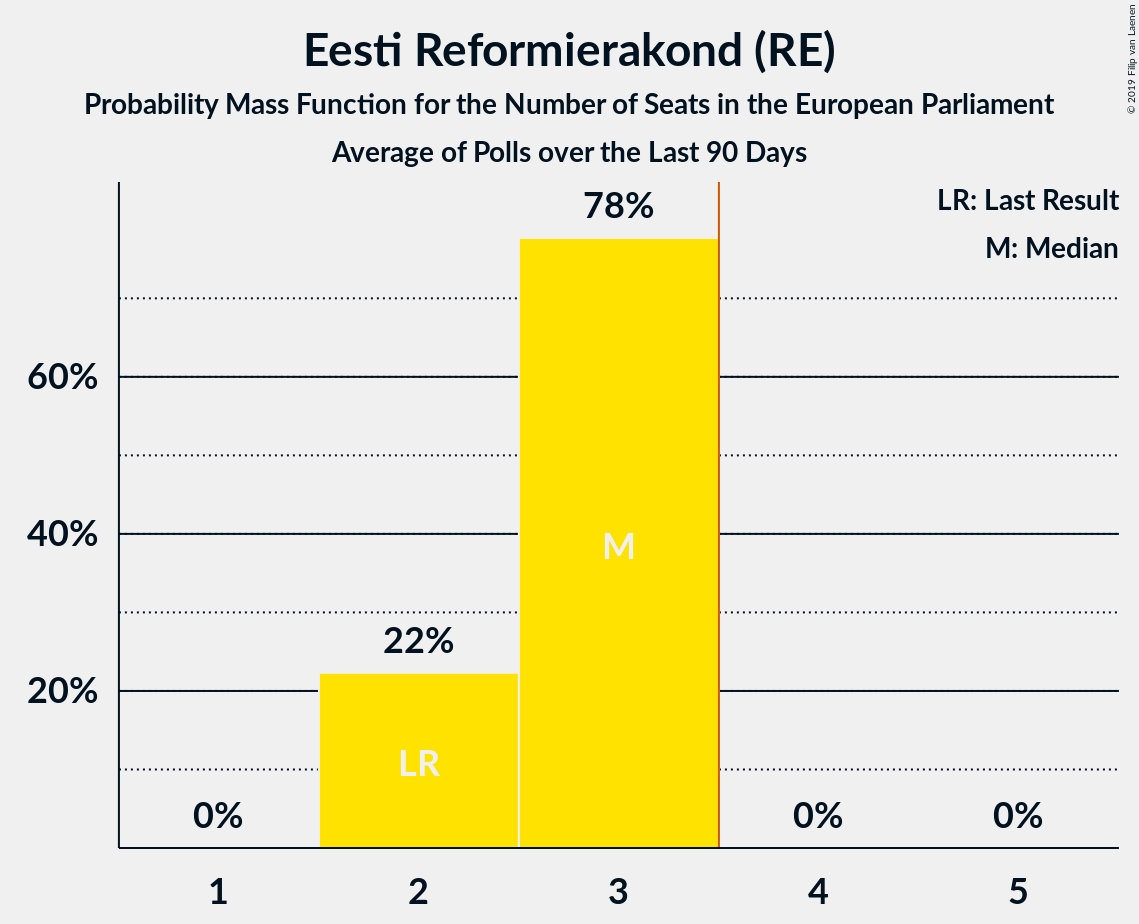 Eesti Reformierakond (RE)
Probability Mass Function for the Number of Seats in the European Parliament
Average of Polls over the Last 90 Days
© 2019 Filip van Laenen
LR: Last Result
M: Median
78%
60%
40%
M
22%
20%
LR
0%
0%
0%
1
2
3
4
5